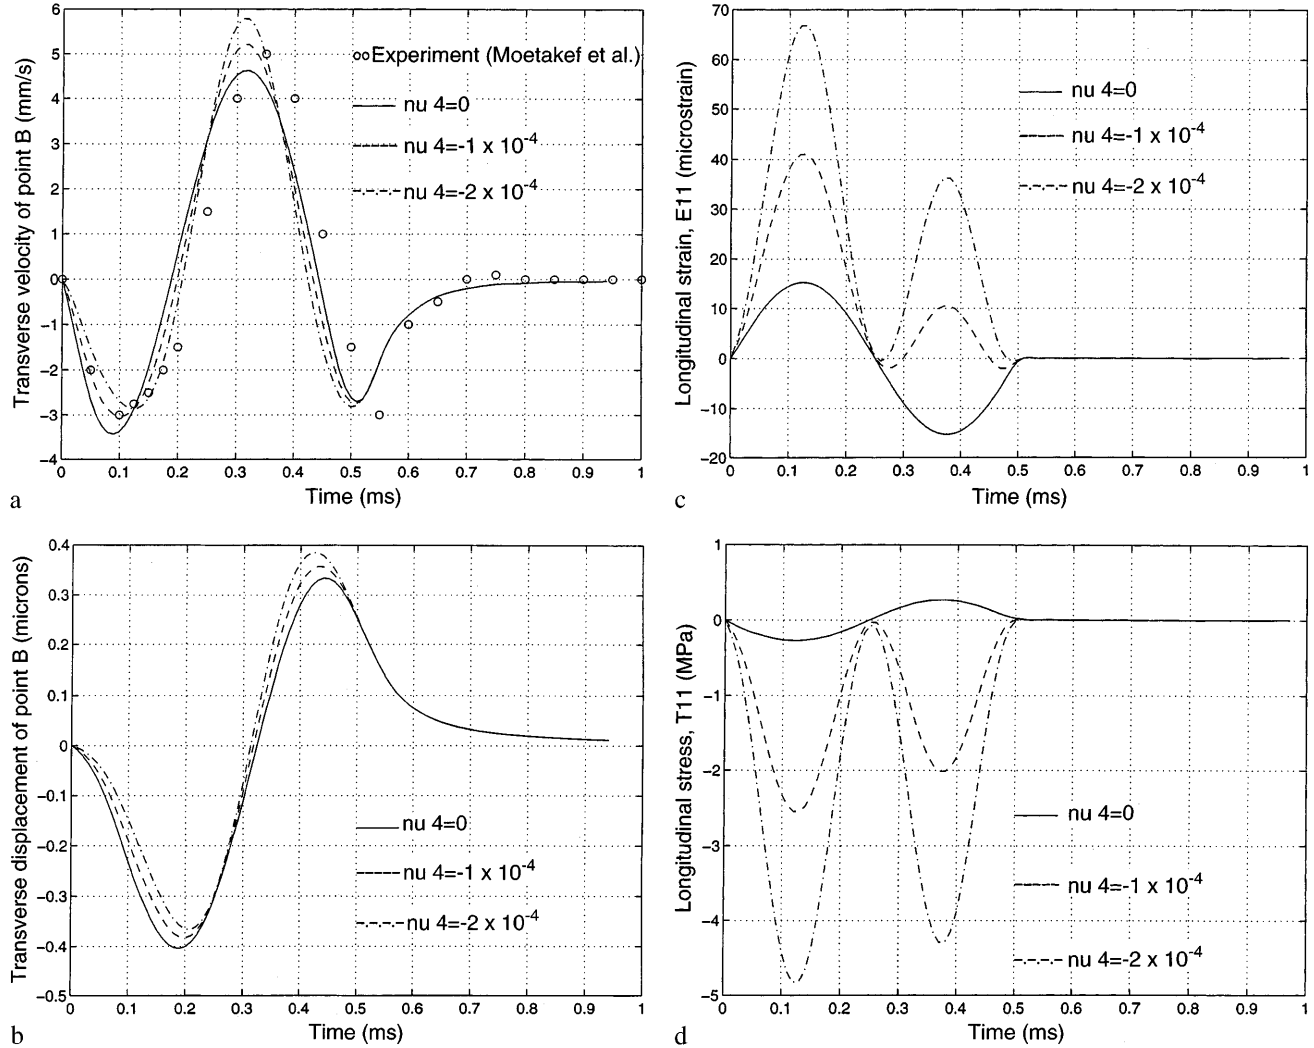 6
5
4
3
2
1
0
−1
−2
−3
−4
Transverse velocity of point B (mm/s)
Experiment (Moetakef et al.)
nu 4=0
nu 4=-1 x 10-4
nu 4=-2 x 10-4
0 0.1 0.2 0.3 0.4 0.5 0.6 0.7 0.8 0.9 1
Time (ms)
a
70
60
50
40
30
20
10
0
−10
−20
Longitudinal strain, E11 (microstrain)
nu 4=0
nu 4=-1 x 10-4
nu 4=-2 x 10-4
0 0.1 0.2 0.3 0.4 0.5 0.6 0.7 0.8 0.9 1
Time (ms)
c
0.4
0.3
0.2
0.1
0
−0.1
−0.2
−0.3
−0.4
−0.5
Transverse displacement of point B (microns)
nu 4=0
nu 4=-1 x 10-4
nu 4=-2 x 10-4
0 0.1 0.2 0.3 0.4 0.5 0.6 0.7 0.8 0.9 1
Time (ms)
b
1
0
−1
−2
−3
−4
−5
Longitudinal stress, T11 (MPa)
nu 4=0
nu 4=-1 x 10-4
nu 4=-2 x 10-4
0 0.1 0.2 0.3 0.4 0.5 0.6 0.7 0.8 0.9 1
Time (ms)
d